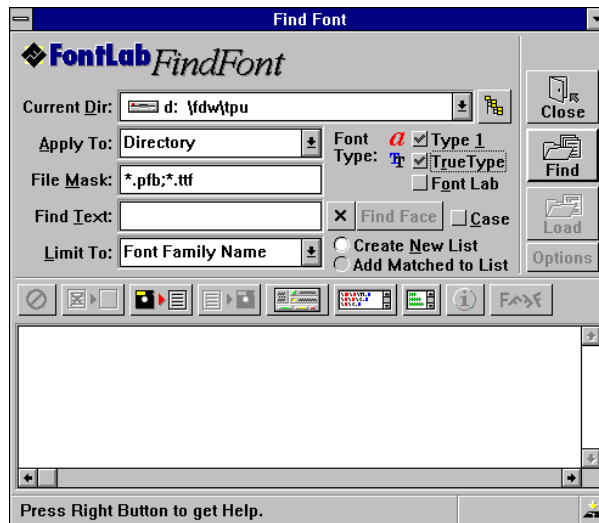 Find Font
FontLab FindFont
Current Dir: d: \fdw\tpu
Close
Apply To: Directory
Font Type: a Type 1
TT TrueType
Find
File Mask: *.pfb;*.ttf
Font Lab
Find Text: Find Face Case
Load
Limit To: Font Family Name
Create New List
Add Matched to List
Options
Press Right Button to get Help.